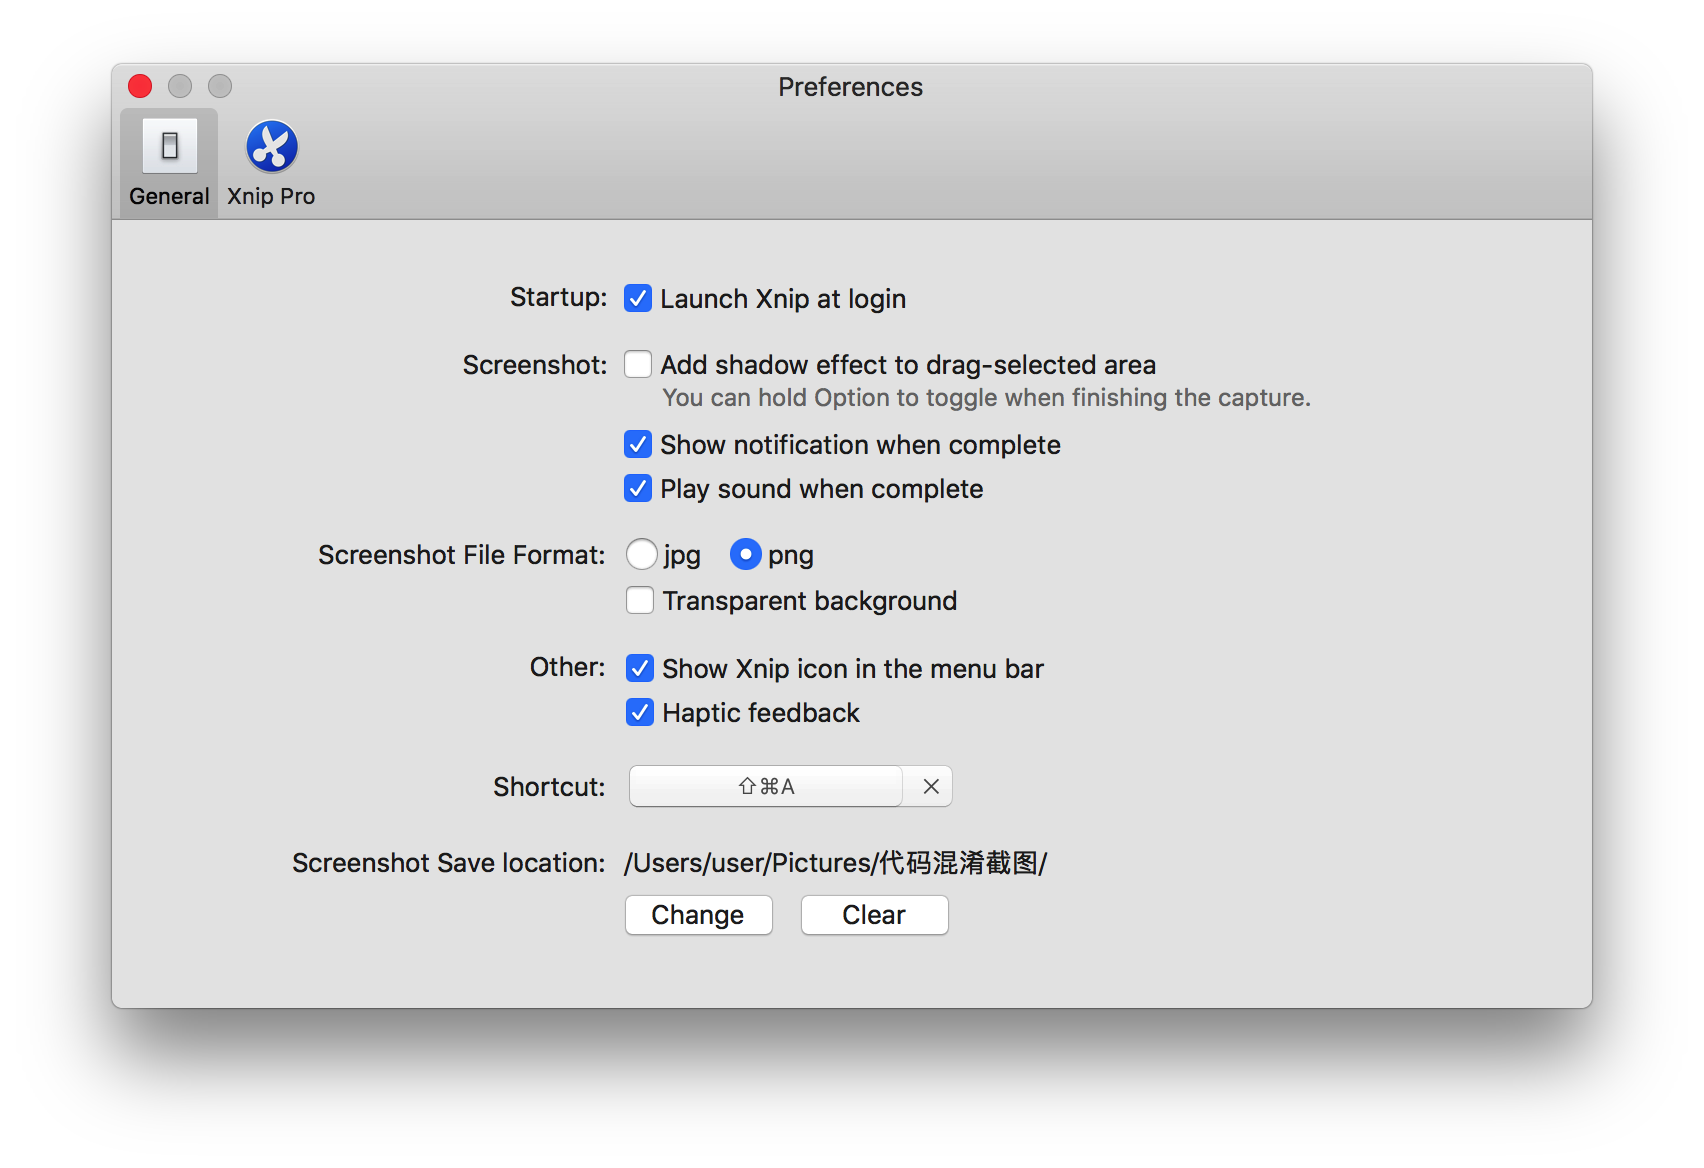 Preferences
General Xnip Pro
Startup: Launch Xnip at login
Screenshot: Add shadow effect to drag-selected area
You can hold Option to toggle when finishing the capture.
Show notification when complete
Play sound when complete
Screenshot File Format: jpg png
Transparent background
Other: Show Xnip icon in the menu bar
Haptic feedback
Shortcut: ⇧⌘A
Screenshot Save location: /Users/user/Pictures/代码混淆截图/
Change Clear